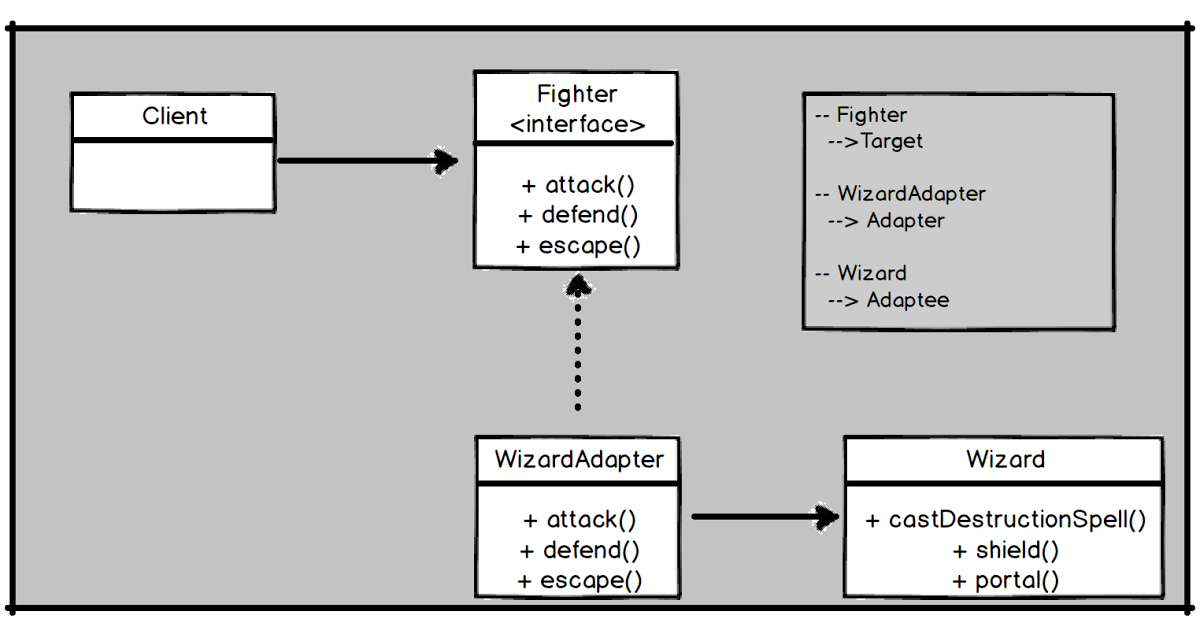 Client
Fighter
<interface>
+ attack()
+ defend()
+ escape()
-- Fighter
-->Target
-- WizardAdapter
--> Adapter
-- Wizard
--> Adaptee
WizardAdapter
+ attack()
+ defend()
+ escape()
Wizard
+ castDestructionSpell()
+ shield()
+ portal()